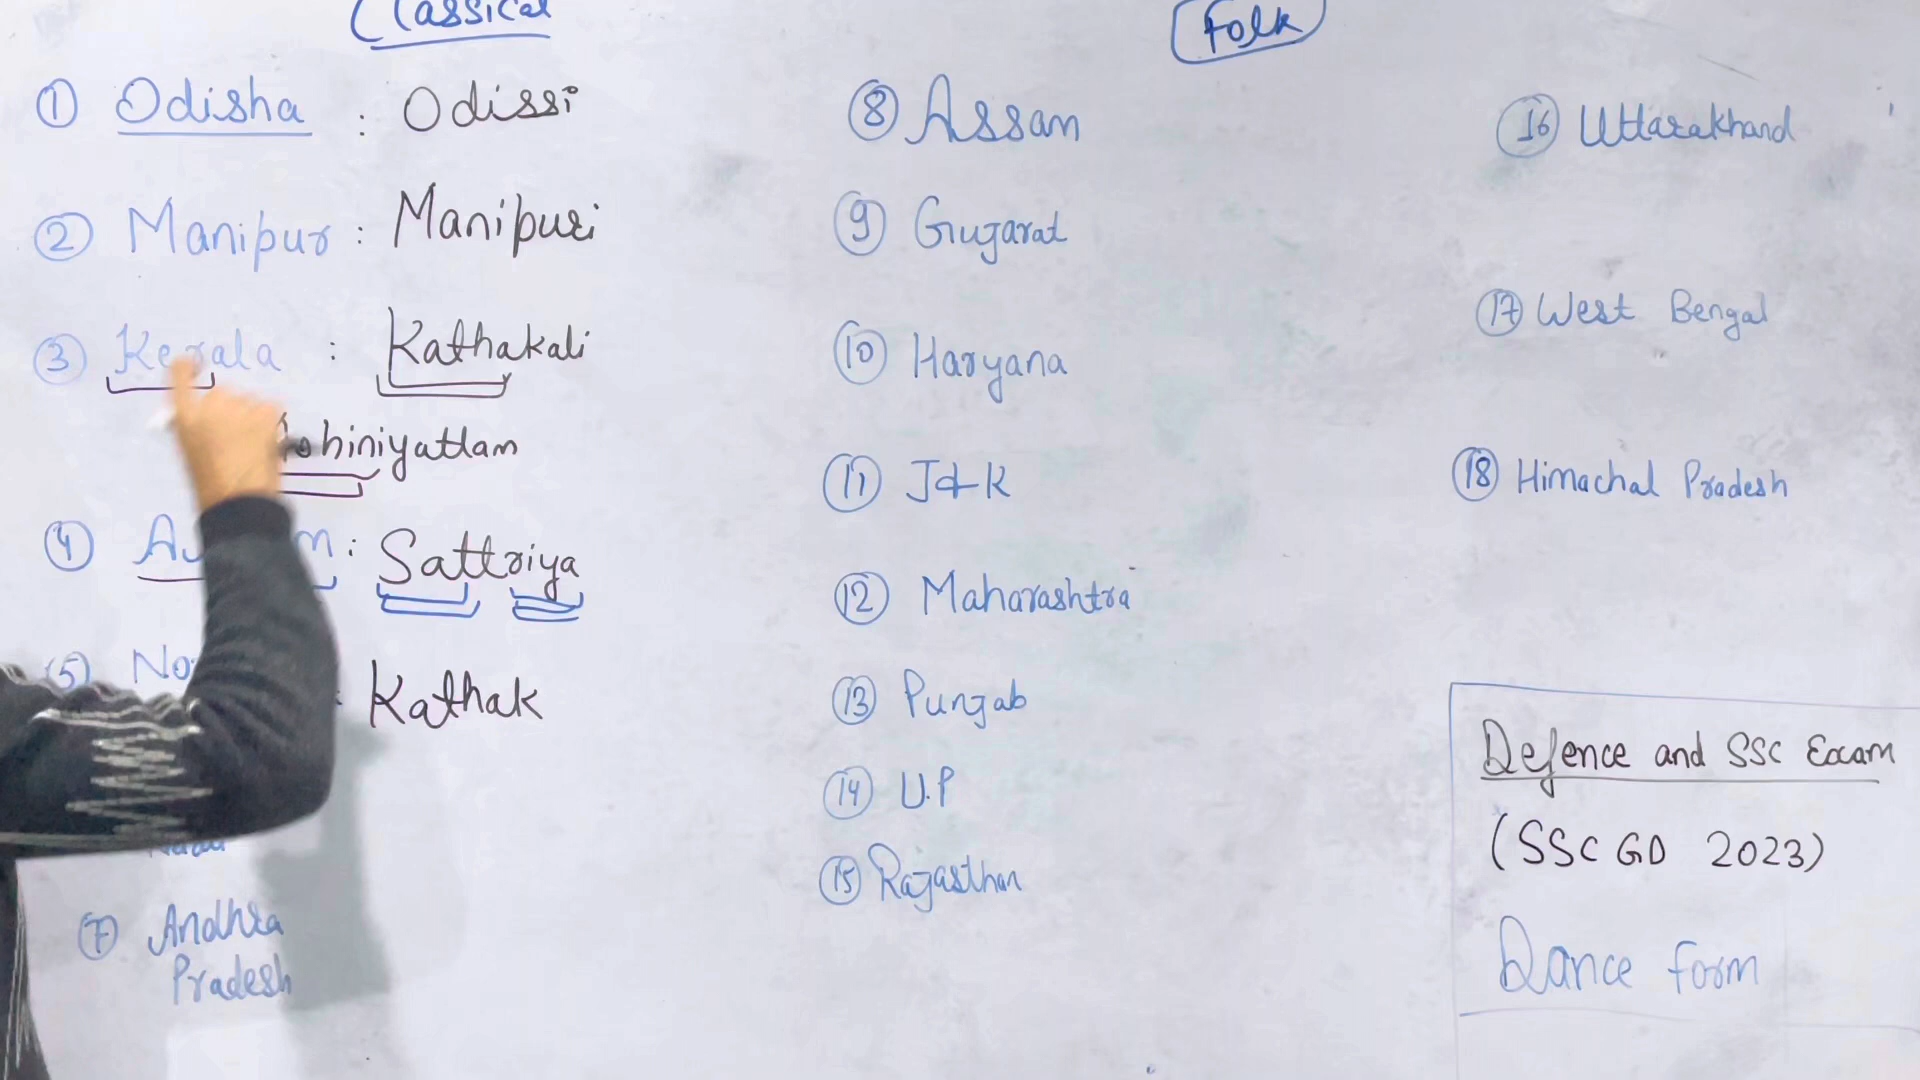 Classical
① Odisha : Odissi
② Manipur : Manipuri
③ Kerala : Kathakali
④ : Sattriya
⑤ : Kathak
⑦ Andhra
Pradesh
Folk
⑧ Assam
⑨ Gujarat
⑩ Haryana
⑪ J&K
⑫ Maharashtra
⑬ Punjab
⑭ U.P
⑮ Rajasthan
⑯ Uttarakhand
⑰ West Bengal
⑱ Himachal Pradesh
Defence and SSC Exam
(SSC GD 2023)
Dance form